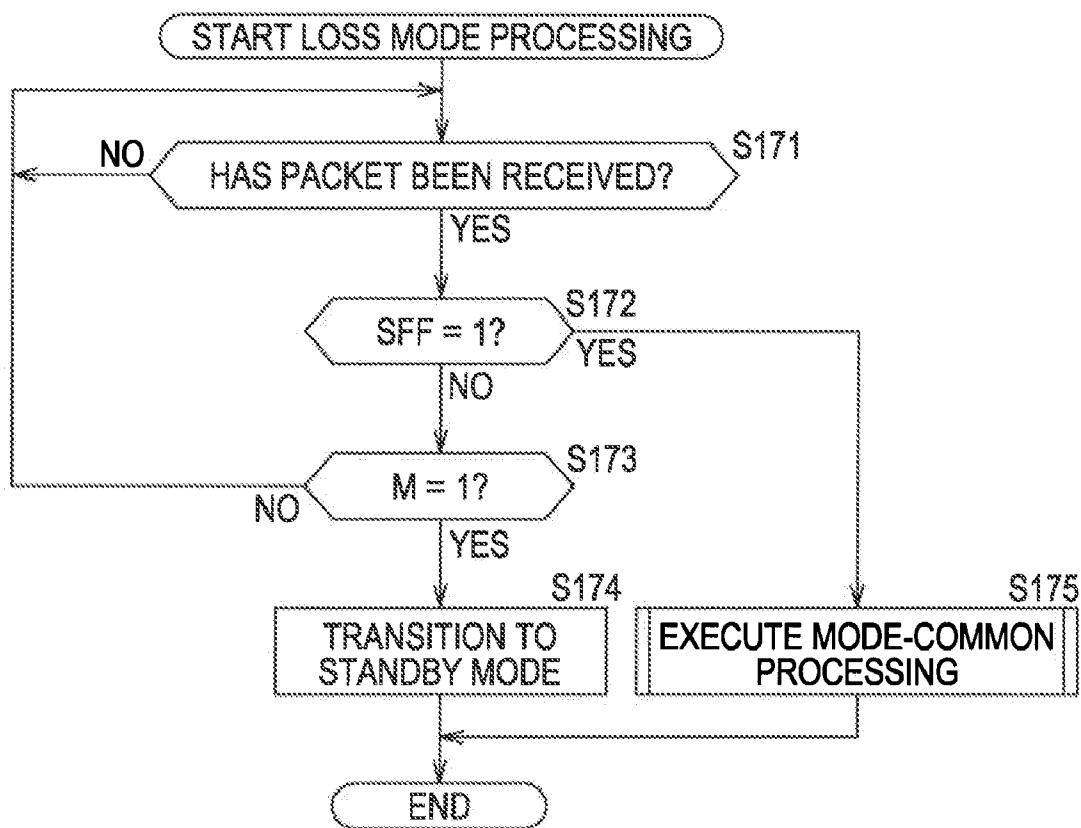 START LOSS MODE PROCESSING
NO
S171
HAS PACKET BEEN RECEIVED?
YES
S172
SFF = 1?
YES
NO
S173
M = 1?
NO
YES
S174
TRANSITION TO
STANDBY MODE
S175
EXECUTE MODE-COMMON
PROCESSING
END